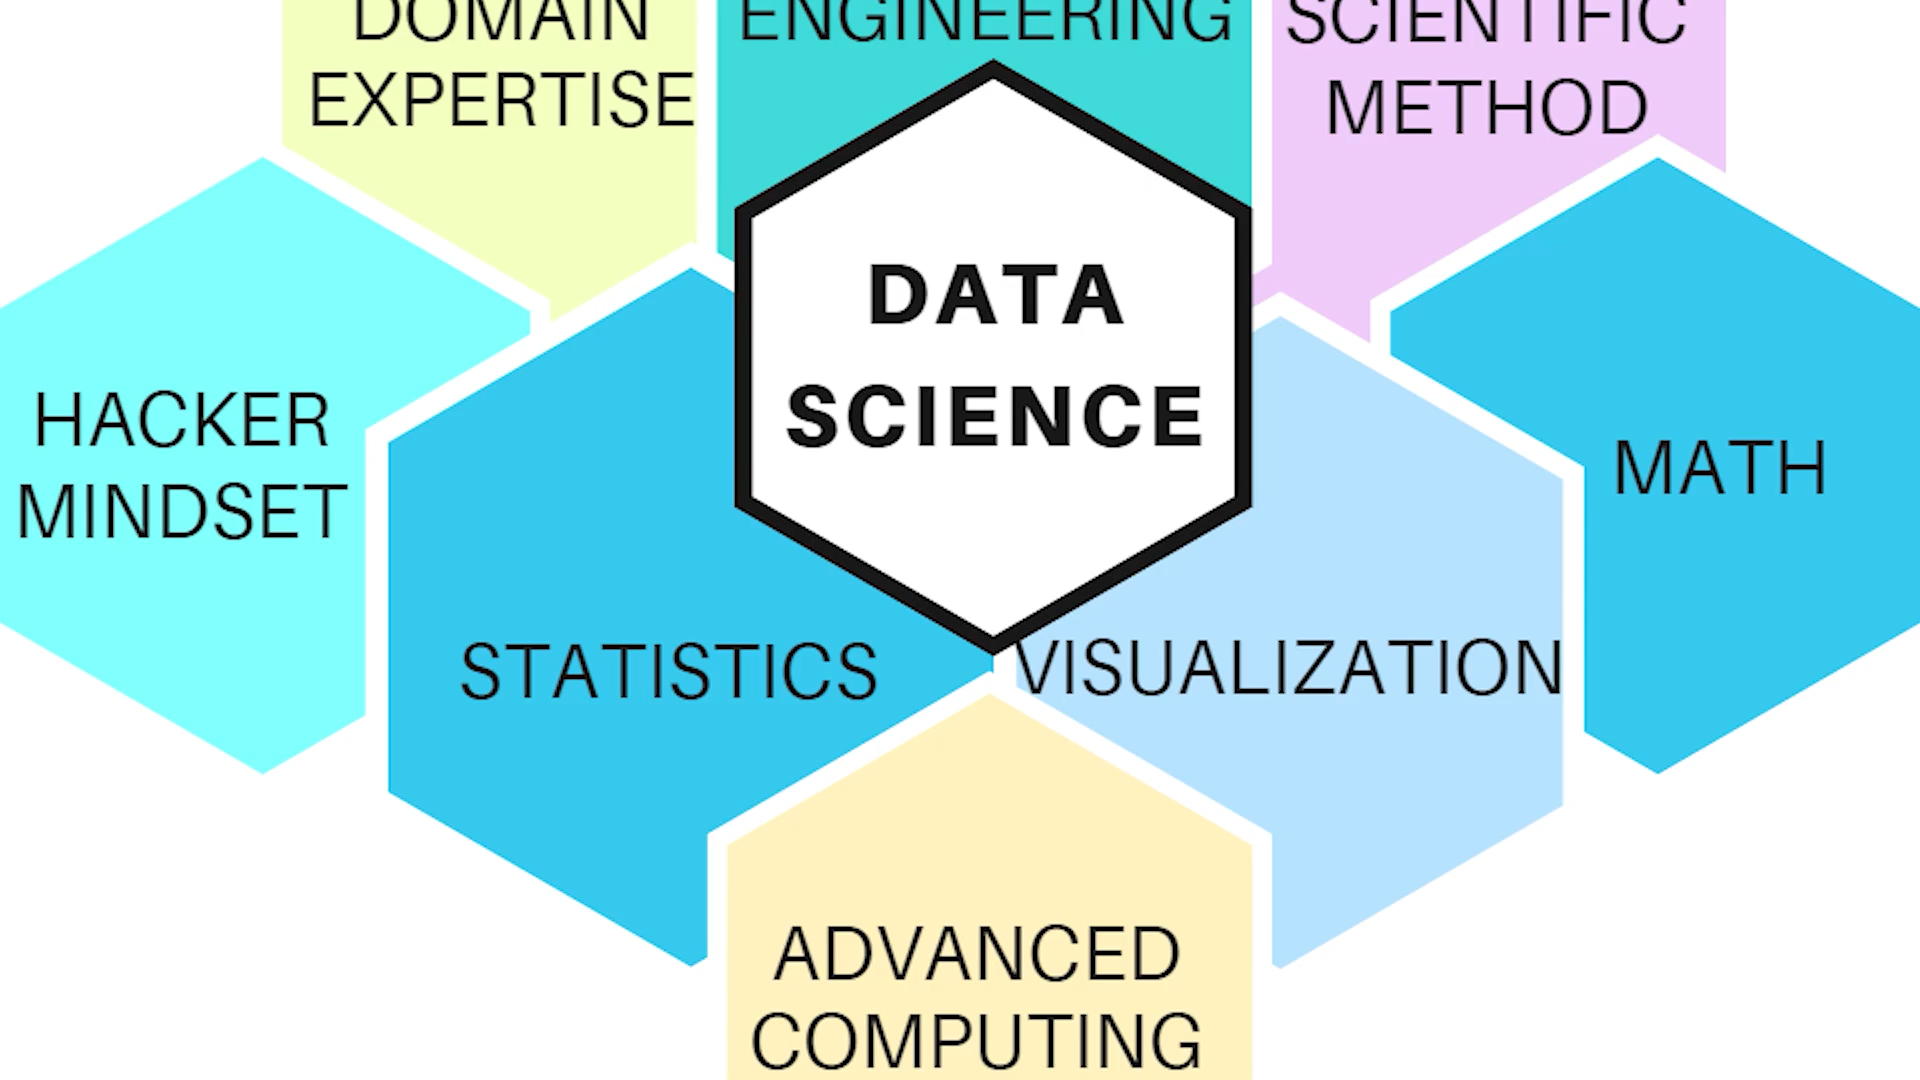 DOMAIN
EXPERTISE
ENGINEERING
SCIENTIFIC
METHOD
DATA
SCIENCE
HACKER
MINDSET
MATH
STATISTICS
VISUALIZATION
ADVANCED
COMPUTING